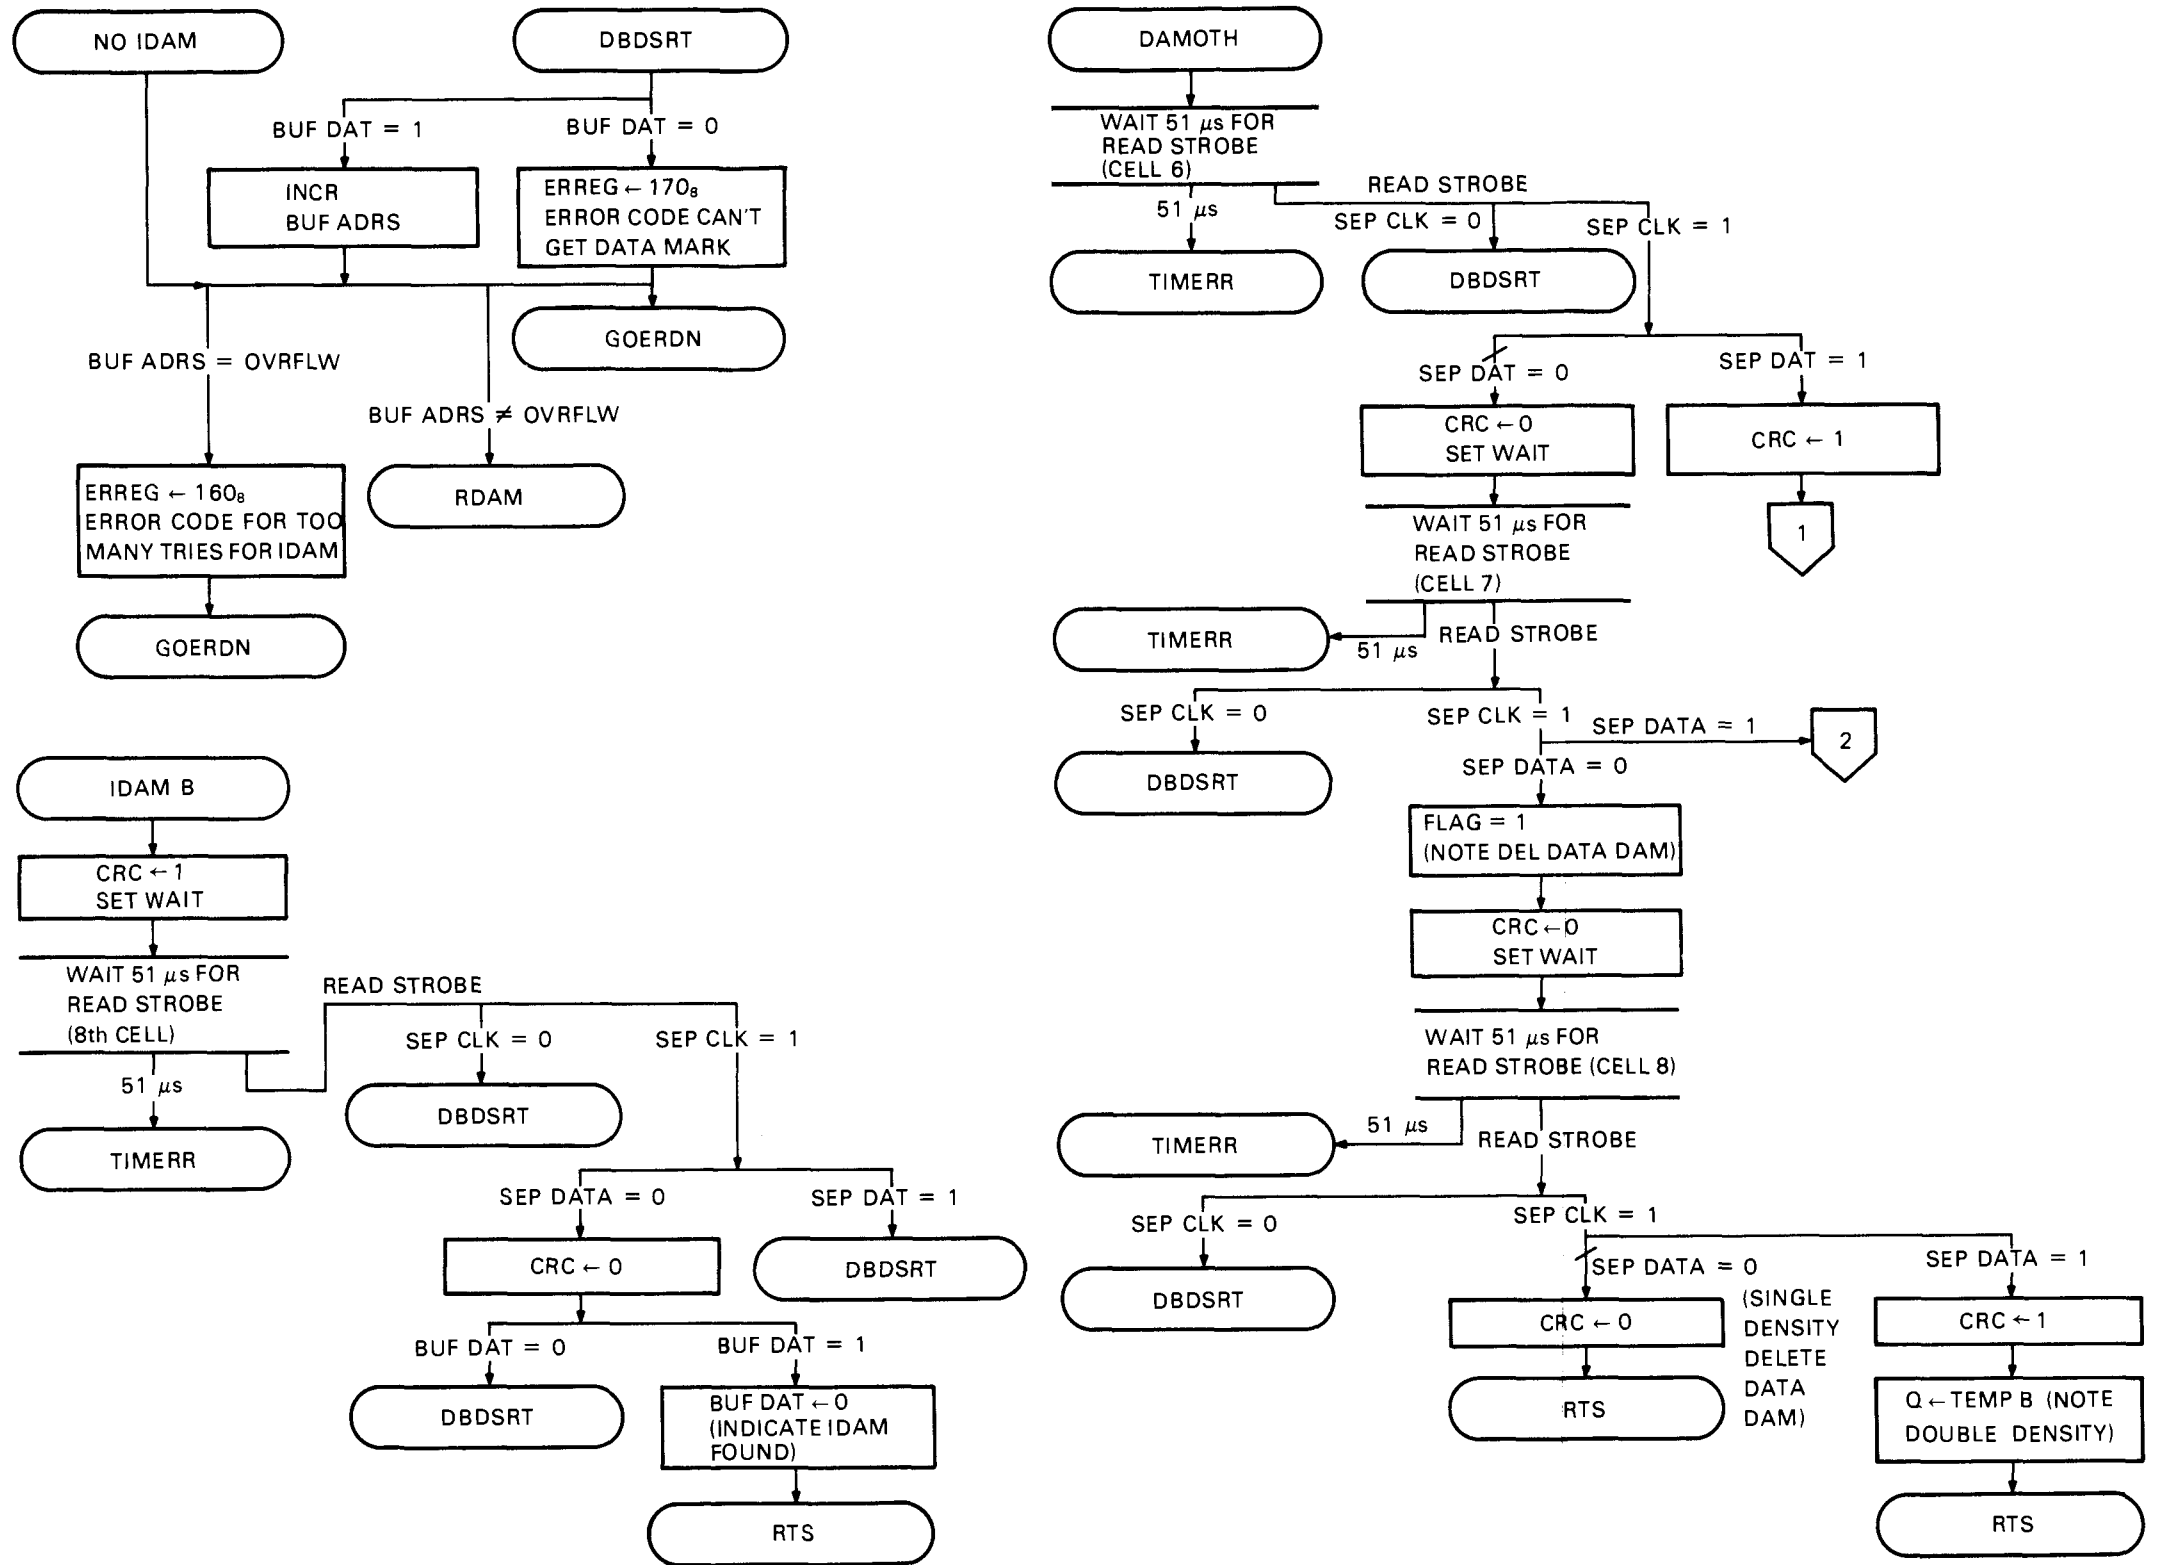 NO IDAM
DBDSRT
BUF DAT = 1
BUF DAT = 0
INCR
BUF ADRS
ERREG ← 170₈
ERROR CODE CAN'T
GET DATA MARK
GOERDN
BUF ADRS = OVRFLW
BUF ADRS ≠ OVRFLW
ERREG ← 160₈
ERROR CODE FOR TOO
MANY TRIES FOR IDAM
RDAM
GOERDN
IDAM B
CRC ← 1
SET WAIT
WAIT 51 µs FOR
READ STROBE
(8th CELL)
READ STROBE
SEP CLK = 0
SEP CLK = 1
51 µs
DBDSRT
TIMERR
SEP DATA = 0
SEP DAT = 1
CRC ← 0
DBDSRT
BUF DAT = 0
BUF DAT = 1
DBDSRT
BUF DAT ← 0
(INDICATE IDAM
FOUND)
RTS
DAMOTH
WAIT 51 µs FOR
READ STROBE
(CELL 6)
READ STROBE
51 µs
SEP CLK = 0
SEP CLK = 1
TIMERR
DBDSRT
SEP DAT = 0
SEP DAT = 1
CRC ← 0
SET WAIT
CRC ← 1
1
WAIT 51 µs FOR
READ STROBE
(CELL 7)
TIMERR
51 µs
READ STROBE
SEP CLK = 0
SEP CLK = 1
SEP DATA = 1
2
DBDSRT
SEP DATA = 0
FLAG = 1
(NOTE DEL DATA DAM)
CRC ← 0
SET WAIT
WAIT 51 µs FOR
READ STROBE (CELL 8)
TIMERR
51 µs
READ STROBE
SEP CLK = 0
SEP CLK = 1
DBDSRT
SEP DATA = 0
(SINGLE
DENSITY
DELETE
DATA
DAM)
SEP DATA = 1
CRC ← 0
RTS
CRC ← 1
Q ← TEMP B (NOTE
DOUBLE DENSITY)
RTS